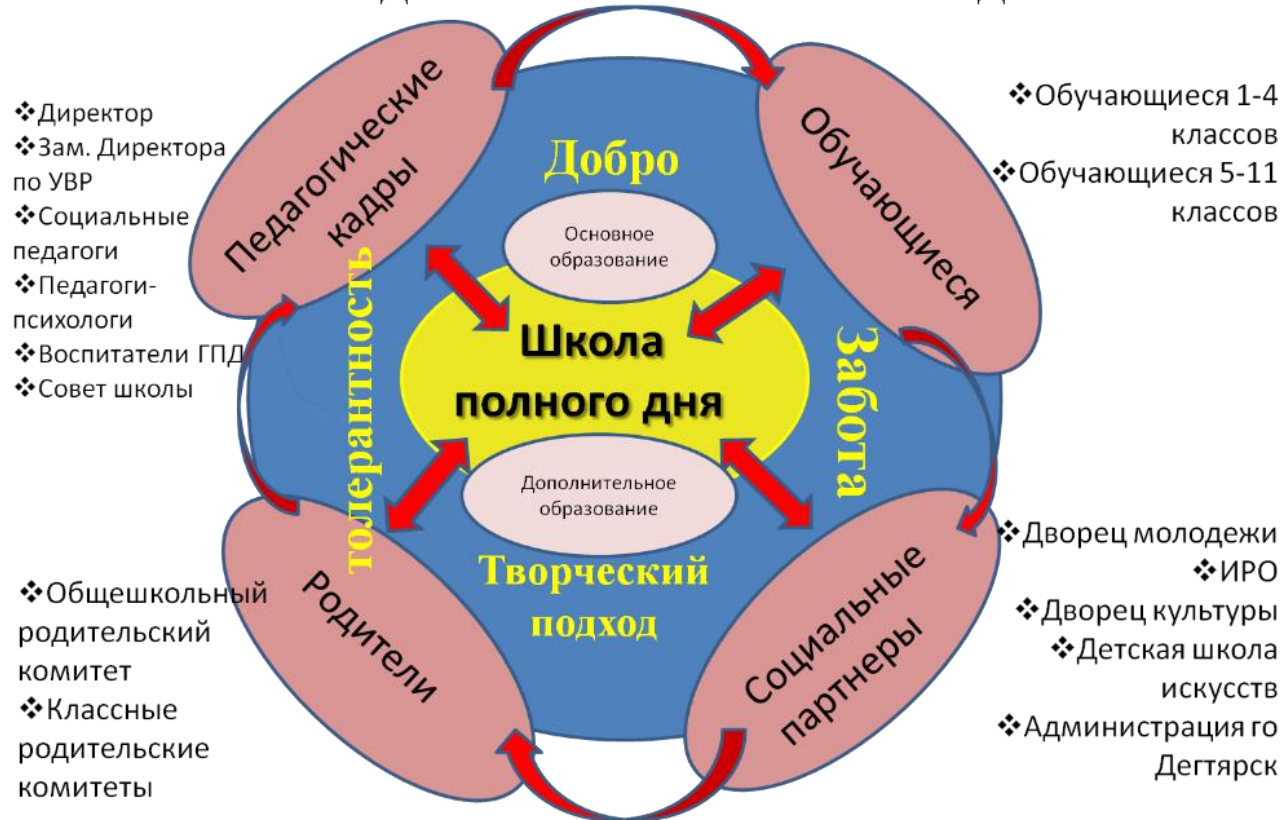 ❖Директор
❖Зам. Директора
по УВР
❖Социальные
педагоги
❖Педагоги-
психологи
❖Воспитатели ГПД
❖Совет школы
Педагогические
кадры
Добро
Обучающиеся
❖Обучающиеся 1-4
классов
❖Обучающиеся 5-11
классов
Основное
образование
толерантность
Школа
полного дня
Забота
Дополнительное
образование
Творческий
подход
❖Общешкольный
родительский
комитет
❖Классные
родительские
комитеты
Родители
Социальные
партнеры
❖Дворец молодежи
❖ИРО
❖Дворец культуры
❖Детская школа
искусств
❖Администрация го
Дегтярск